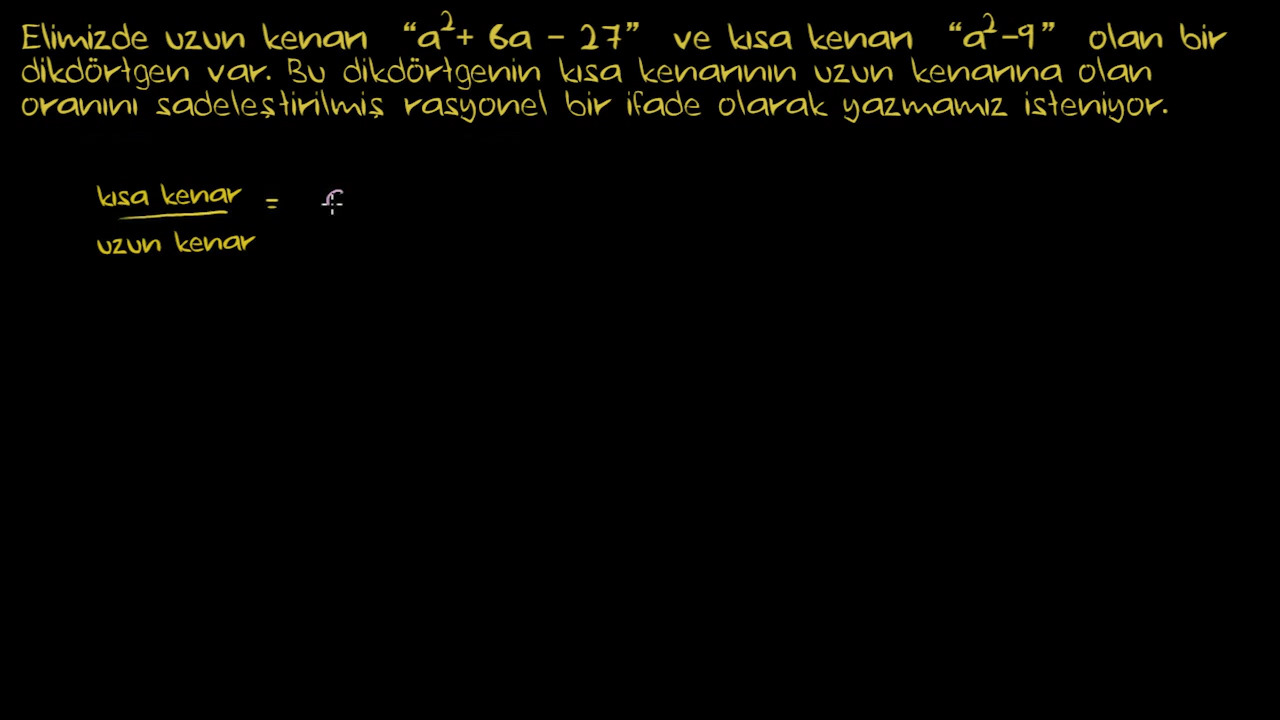 Elimizde uzun kenarı “a²+ 6a - 27” ve kısa kenarı “a²-9” olan bir
dikdörtgen var. Bu dikdörtgenin kısa kenarının uzun kenarına olan
oranını sadeleştirilmiş rasyonel bir ifade olarak yazmamız isteniyor.
kısa kenar
=
uzun kenar